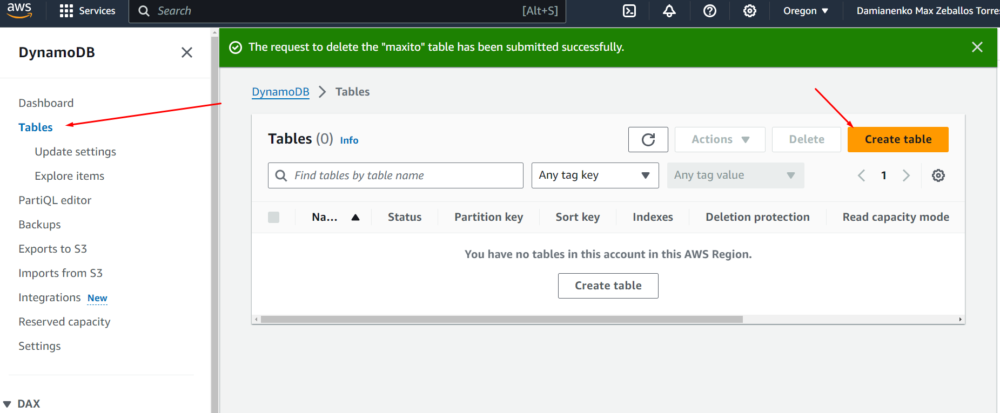 aws
Services
Search
[Alt+S]
Oregon
Damianenko Max Zeballos Torre
DynamoDB
Dashboard
Tables
Update settings
Explore items
PartiQL editor
Backups
Exports to S3
Imports from S3
Integrations New
Reserved capacity
Settings
DAX
The request to delete the "maxito" table has been submitted successfully.
DynamoDB > Tables
Tables (0) Info
Actions
Delete
Create table
Find tables by table name
Any tag key
Any tag value
1
Na... Status Partition key Sort key Indexes Deletion protection Read capacity mode
You have no tables in this account in this AWS Region.
Create table